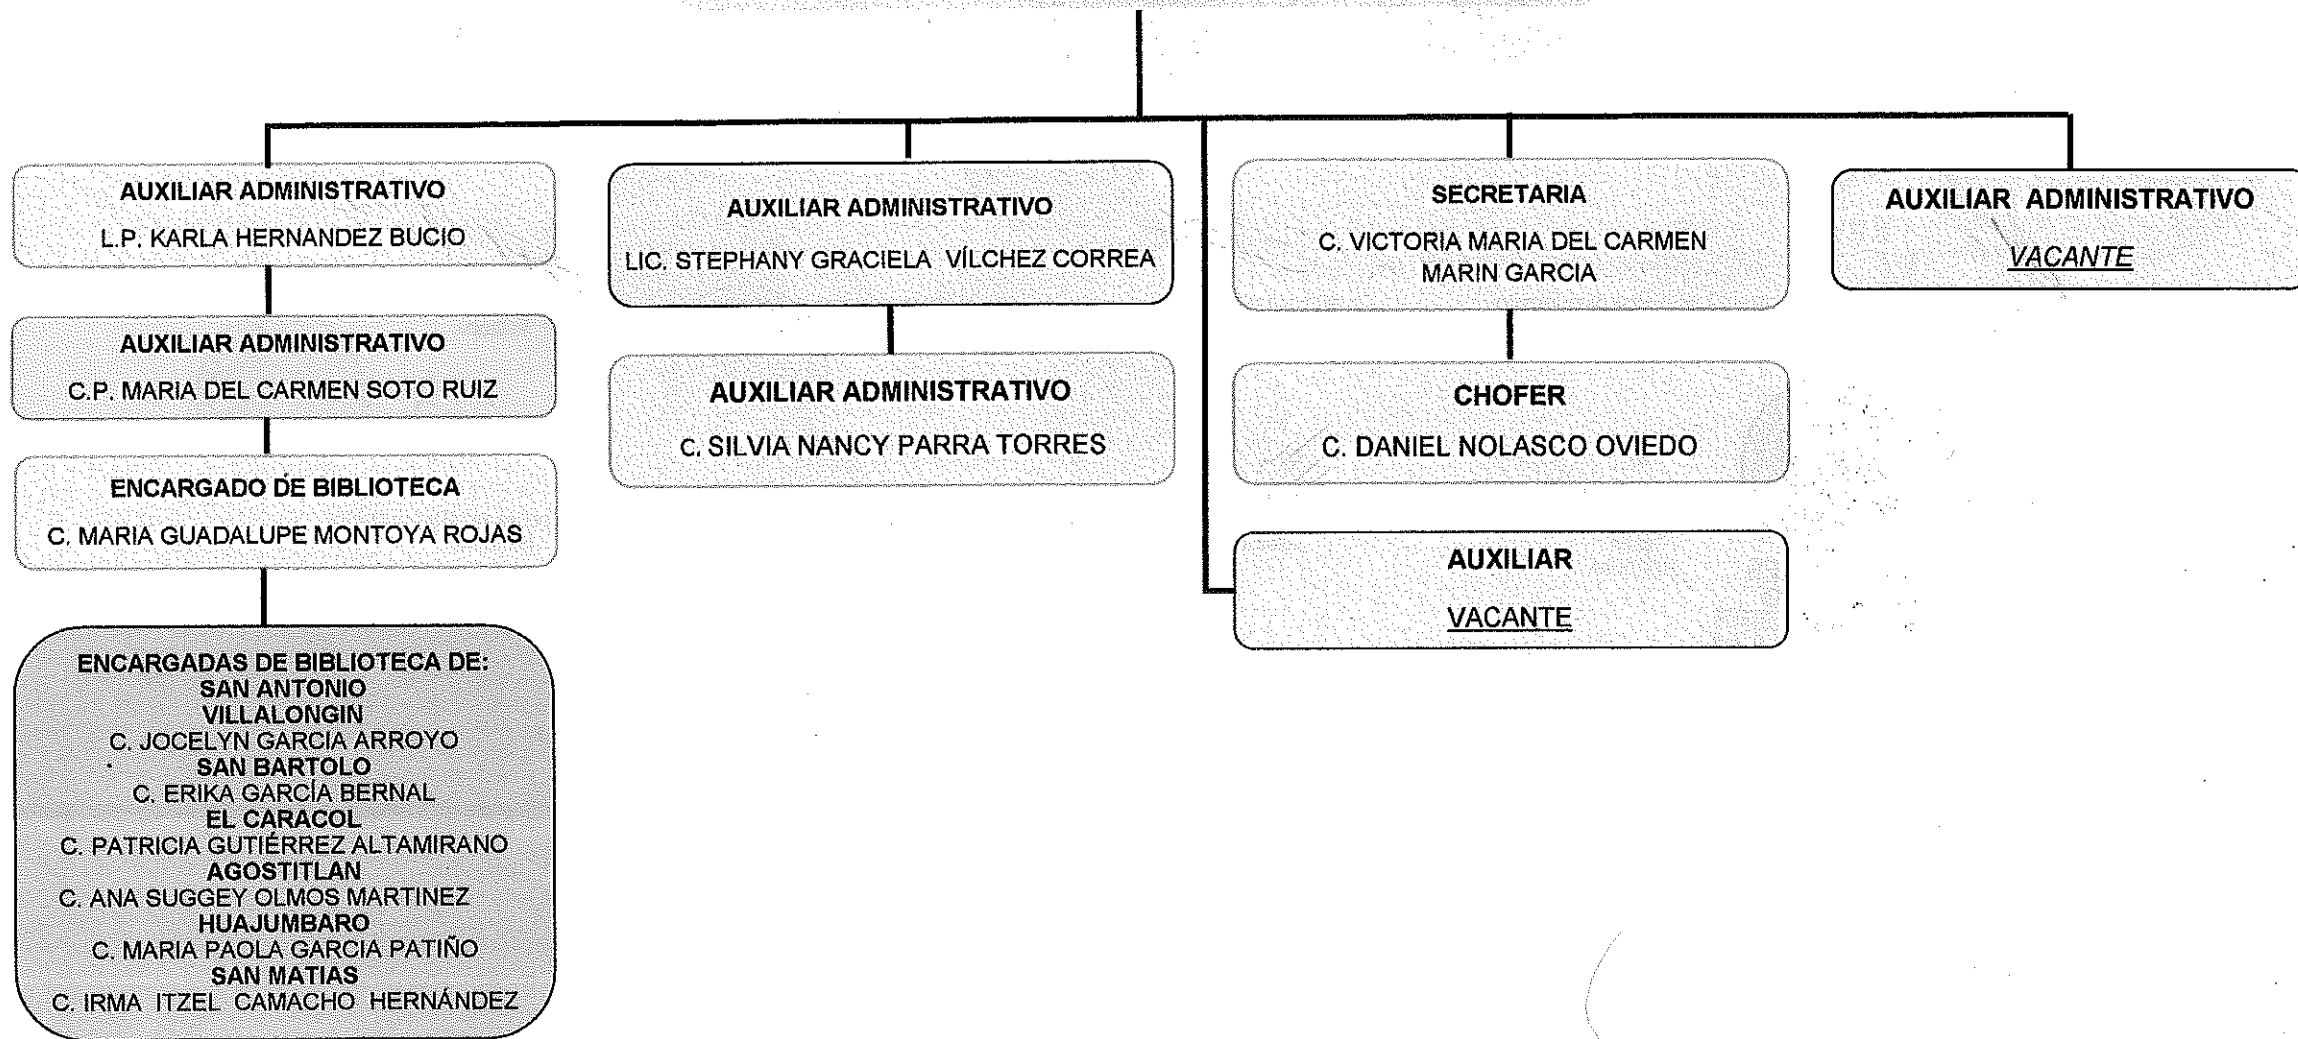 AUXILIAR ADMINISTRATIVO
L.P. KARLA HERNANDEZ BUCIO
AUXILIAR ADMINISTRATIVO
C.P. MARIA DEL CARMEN SOTO RUIZ
ENCARGADO DE BIBLIOTECA
C. MARIA GUADALUPE MONTOYA ROJAS
ENCARGADAS DE BIBLIOTECA DE:
SAN ANTONIO
VILLALONGIN
C. JOCELYN GARCIA ARROYO
SAN BARTOLO
C. ERIKA GARCÍA BERNAL
EL CARACOL
C. PATRICIA GUTIÉRREZ ALTAMIRANO
AGOSTITLAN
C. ANA SUGGEY OLMOS MARTINEZ
HUAJUMBARO
C. MARIA PAOLA GARCIA PATIÑO
SAN MATIAS
C. IRMA ITZEL CAMACHO HERNÁNDEZ
AUXILIAR ADMINISTRATIVO
LIC. STEPHANY GRACIELA VÍLCHEZ CORREA
AUXILIAR ADMINISTRATIVO
C. SILVIA NANCY PARRA TORRES
SECRETARIA
C. VICTORIA MARIA DEL CARMEN
MARIN GARCIA
CHOFER
C. DANIEL NOLASCO OVIEDO
AUXILIAR
VACANTE
AUXILIAR ADMINISTRATIVO
VACANTE